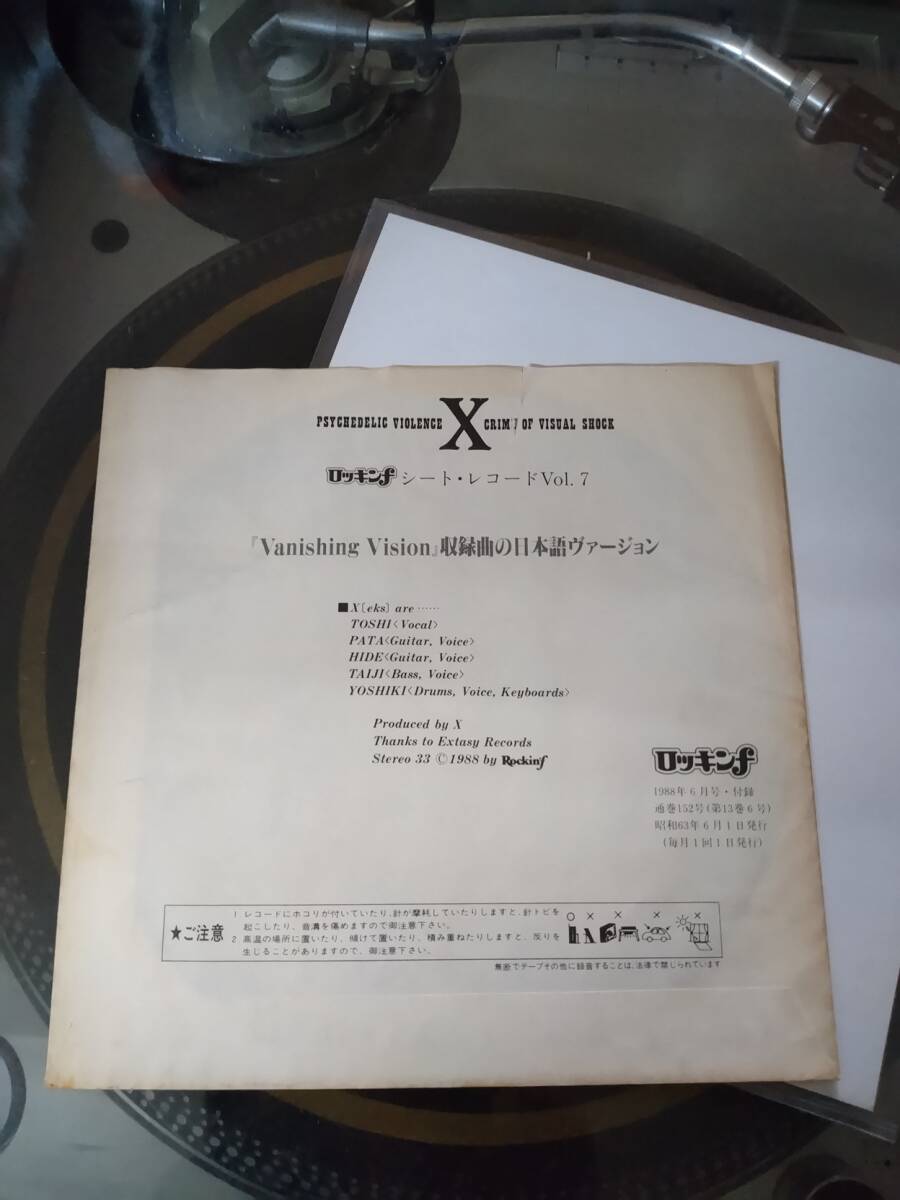 PSYCHEDELIC VIOLENCE X CRIM OF VISUAL SHOCK
ロッキンf シート・レコードVol. 7
『Vanishing Vision』収録曲の日本語ヴァージョン
■X〔eks〕 are ……
TOSHI〈Vocal〉
PATA〈Guitar, Voice〉
HIDE〈Guitar, Voice〉
TAIJI〈Bass, Voice〉
YOSHIKI〈Drums, Voice, Keyboards〉
Produced by X
Thanks to Extasy Records
Stereo 33 © 1988 by Rockin'f
ロッキンf
1988年6月号・付録
通巻152号(第13巻6号)
昭和63年6月1日発行
(毎月1回1日発行)
★ご注意
1 レコードにホコリが付いていたり、針が摩耗していたりしますと、針トビを
起こしたり、音溝を傷めますので御注意下さい。
2 高温の場所に置いたり、傾けて置いたり、積み重ねたりしますと、反りを
生じることがありますので、御注意下さい。
○ × × × ×
無断でテープその他に録音することは、法律で禁じられています